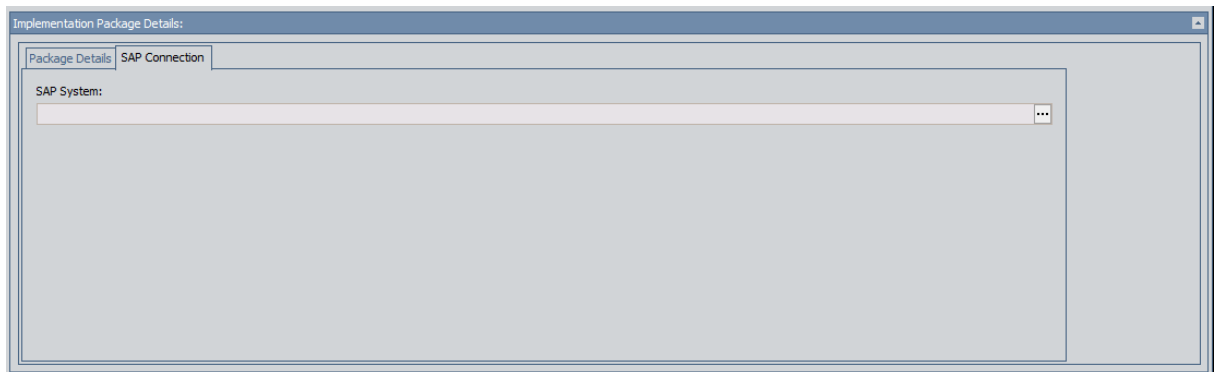 Implementation Package Details:
Package Details SAP Connection
SAP System:
...